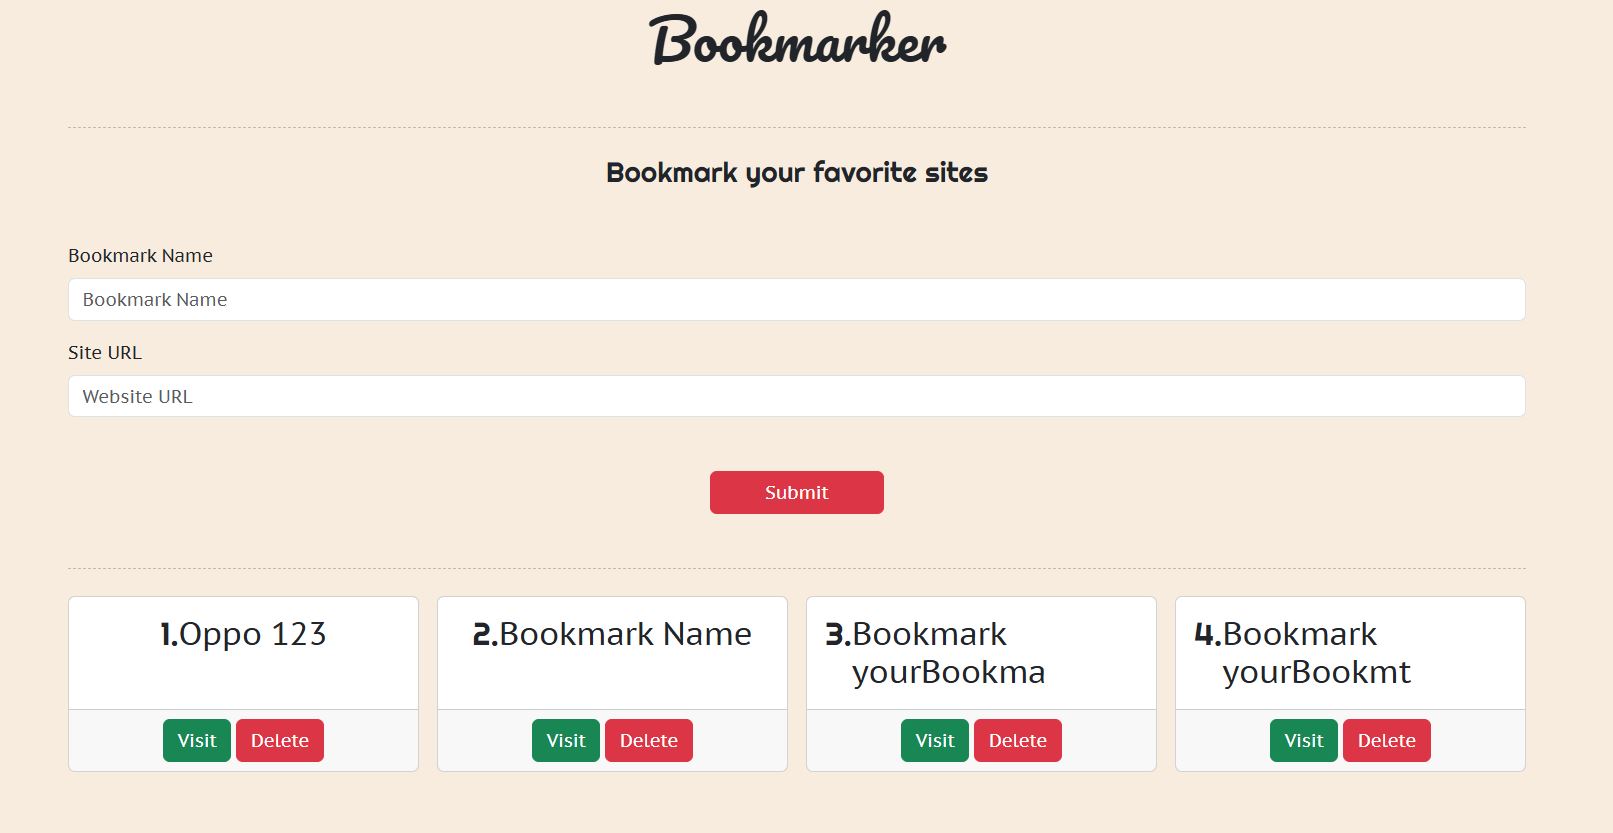 Bookmarker
Bookmark your favorite sites
Bookmark Name
Bookmark Name
Site URL
Website URL
Submit
1.Oppo 123
Visit Delete
2.Bookmark Name
Visit Delete
3.Bookmark
yourBookma
Visit Delete
4.Bookmark
yourBookmt
Visit Delete